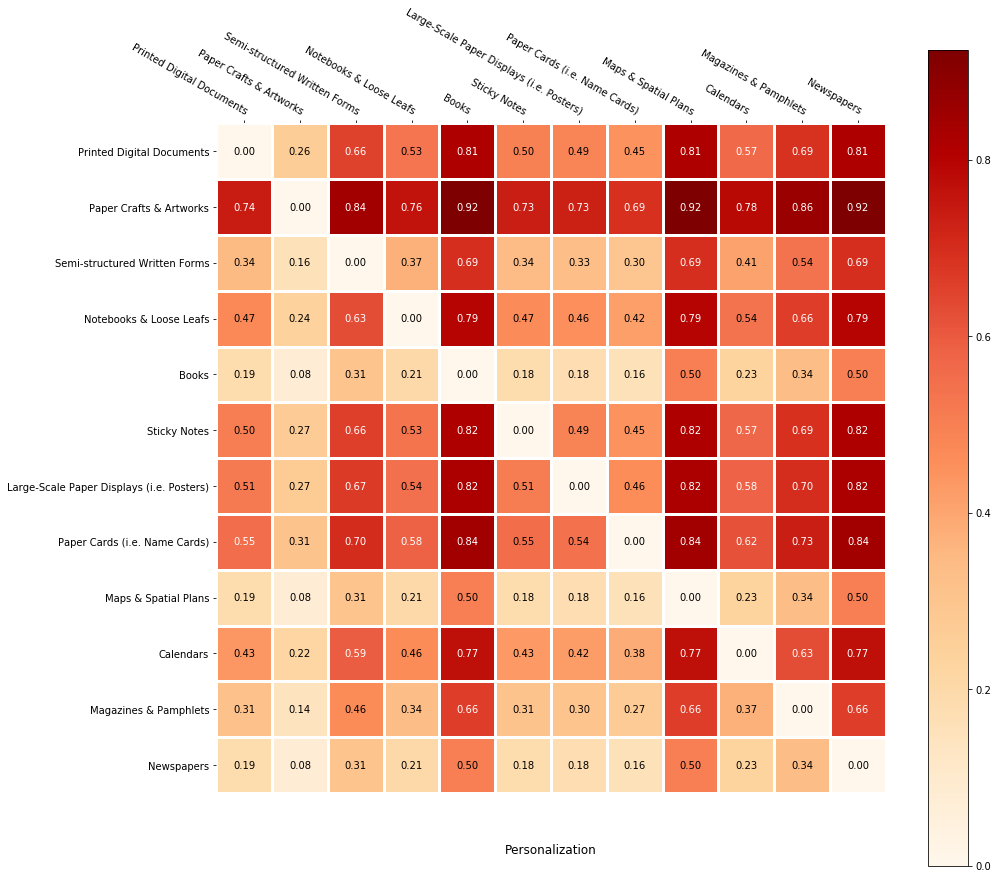 Printed Digital Documents
Paper Crafts & Artworks
Semi-structured Written Forms
Notebooks & Loose Leafs
Books
Sticky Notes
Large-Scale Paper Displays (i.e. Posters)
Paper Cards (i.e. Name Cards)
Maps & Spatial Plans
Calendars
Magazines & Pamphlets
Newspapers
Printed Digital Documents 0.00 0.26 0.66 0.53 0.81 0.50 0.49 0.45 0.81 0.57 0.69 0.81
Paper Crafts & Artworks 0.74 0.00 0.84 0.76 0.92 0.73 0.73 0.69 0.92 0.78 0.86 0.92
Semi-structured Written Forms 0.34 0.16 0.00 0.37 0.69 0.34 0.33 0.30 0.69 0.41 0.54 0.69
Notebooks & Loose Leafs 0.47 0.24 0.63 0.00 0.79 0.47 0.46 0.42 0.79 0.54 0.66 0.79
Books 0.19 0.08 0.31 0.21 0.00 0.18 0.18 0.16 0.50 0.23 0.34 0.50
Sticky Notes 0.50 0.27 0.66 0.53 0.82 0.00 0.49 0.45 0.82 0.57 0.69 0.82
Large-Scale Paper Displays (i.e. Posters) 0.51 0.27 0.67 0.54 0.82 0.51 0.00 0.46 0.82 0.58 0.70 0.82
Paper Cards (i.e. Name Cards) 0.55 0.31 0.70 0.58 0.84 0.55 0.54 0.00 0.84 0.62 0.73 0.84
Maps & Spatial Plans 0.19 0.08 0.31 0.21 0.50 0.18 0.18 0.16 0.00 0.23 0.34 0.50
Calendars 0.43 0.22 0.59 0.46 0.77 0.43 0.42 0.38 0.77 0.00 0.63 0.77
Magazines & Pamphlets 0.31 0.14 0.46 0.34 0.66 0.31 0.30 0.27 0.66 0.37 0.00 0.66
Newspapers 0.19 0.08 0.31 0.21 0.50 0.18 0.18 0.16 0.50 0.23 0.34 0.00
Personalization
0.8
0.6
0.4
0.2
0.0